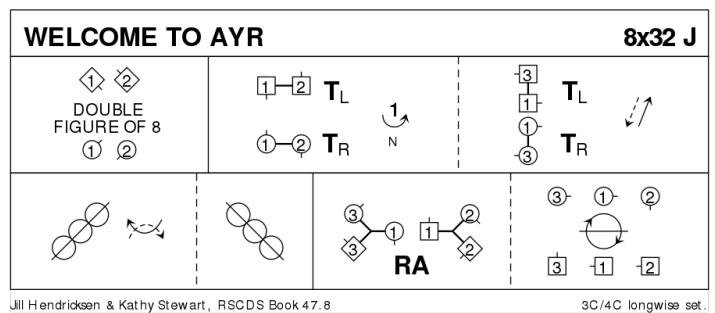 WELCOME TO AYR 8x32 J
1 2
DOUBLE
FIGURE OF 8
1 2
1 2 TL
1
N
1 2 TR
3
1 TL
1
3 TR
3 1 1 2
3 2
RA
3 1 2
3 1 2
Jill Hendricksen & Kathy Stewart, RSCDS Book 47.8 3C/4C longwise set.